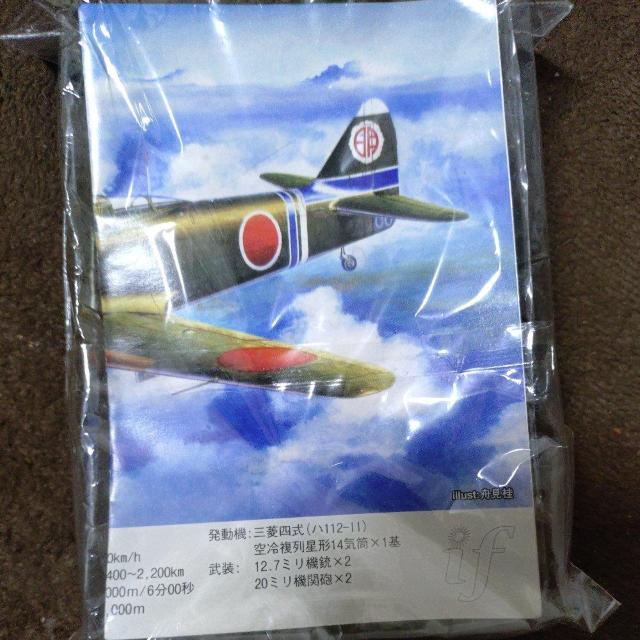 illust:舟見桂
発動機:三菱四式(ハ112-II)
空冷複列星形14気筒×1基
武装: 12.7ミリ機銃×2
20ミリ機関砲×2
0km/h
400~2,200km
000m/6分00秒
,000m
if